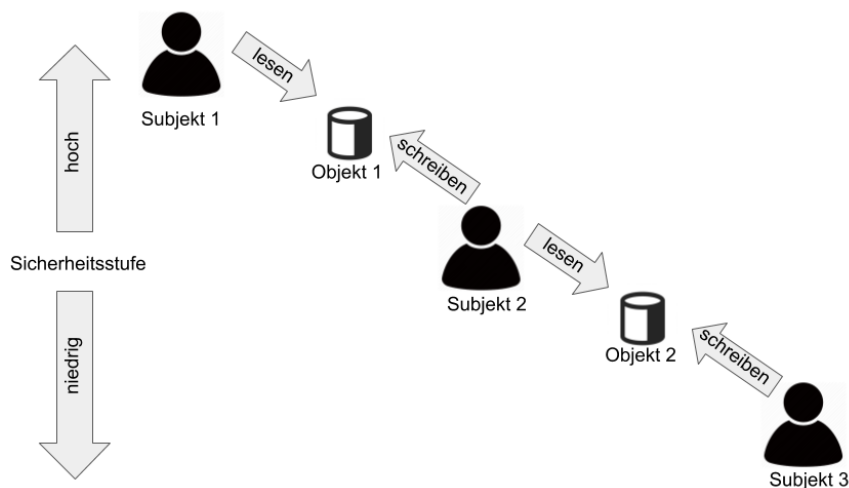 lesen
Subjekt 1
hoch
Objekt 1
schreiben
Sicherheitsstufe
lesen
Subjekt 2
niedrig
Objekt 2
schreiben
Subjekt 3